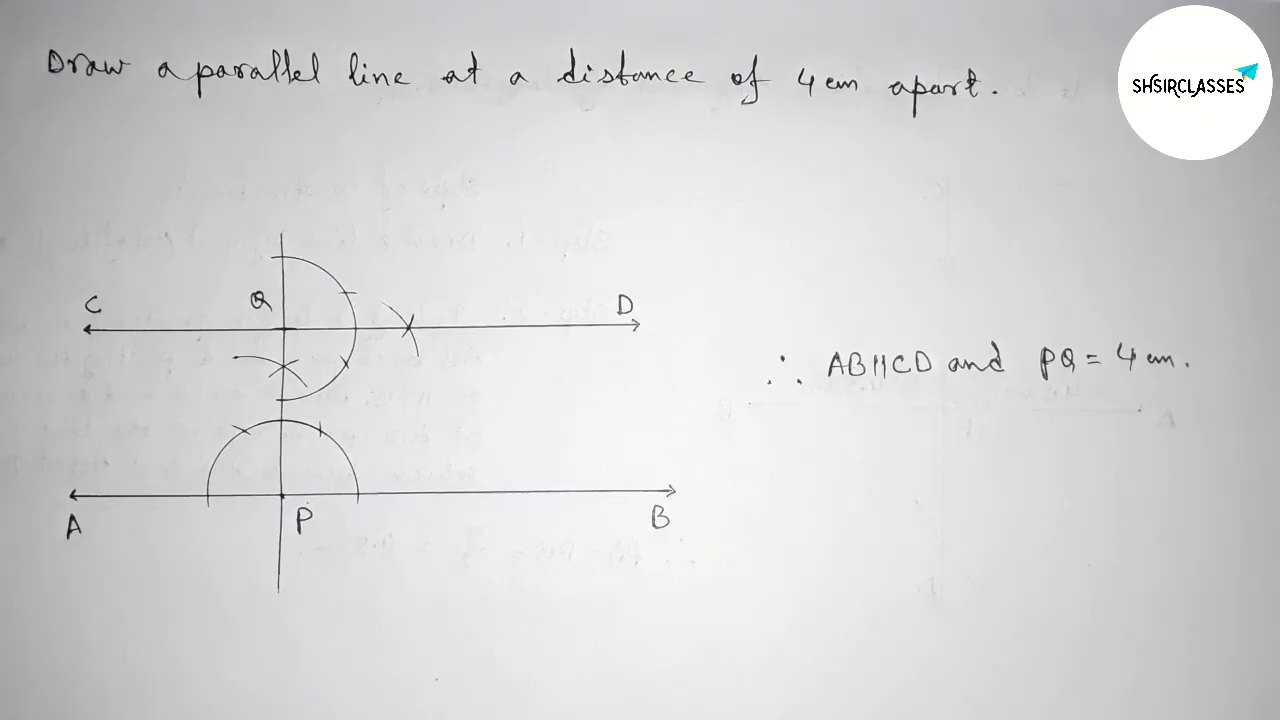 Draw a parallel line at a distance of 4 cm apart.
SHSIRCLASSES
C
Q
D
∴ AB||CD and PQ = 4 cm.
A
P
B